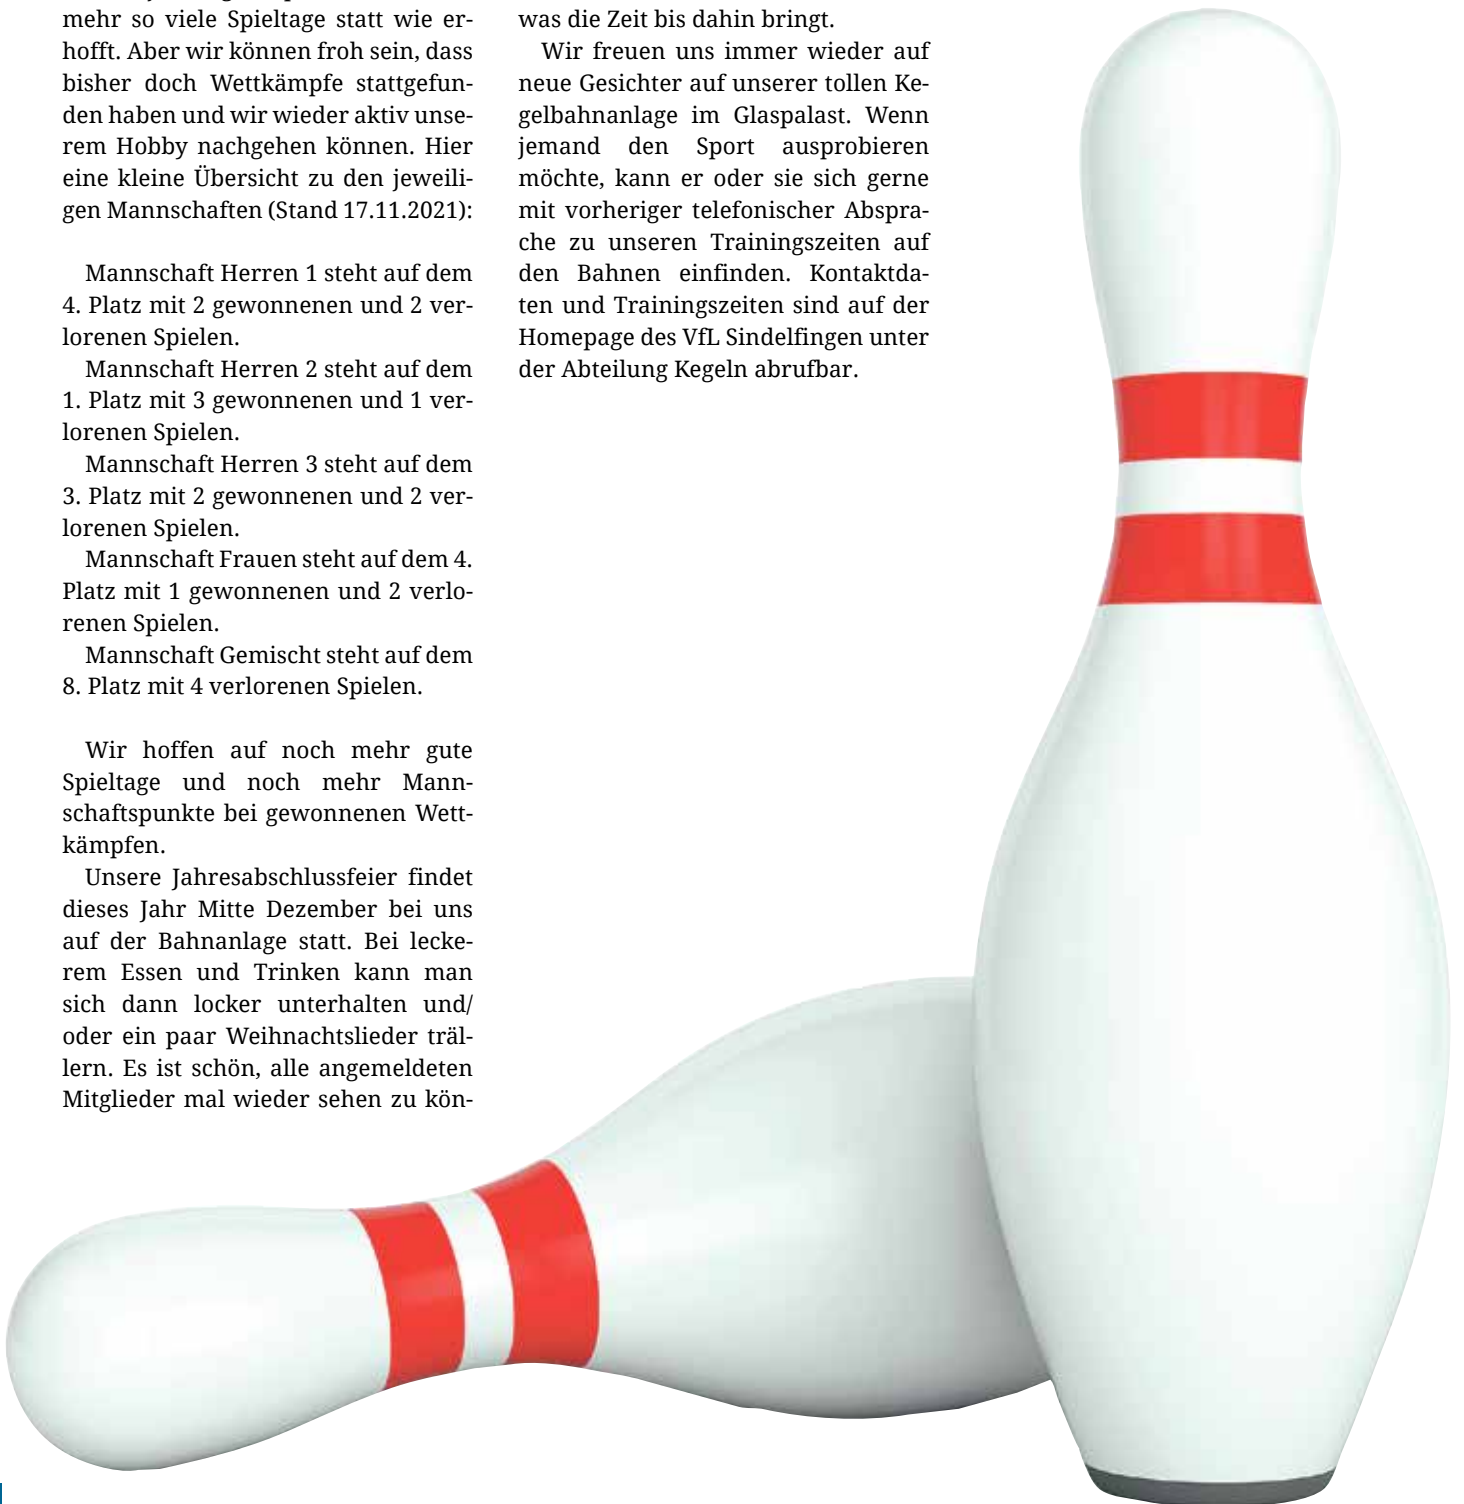 mehr so viele Spieltage statt wie er-
hofft. Aber wir können froh sein, dass
bisher doch Wettkämpfe stattgefun-
den haben und wir wieder aktiv unse-
rem Hobby nachgehen können. Hier
eine kleine Übersicht zu den jeweili-
gen Mannschaften (Stand 17.11.2021):
Mannschaft Herren 1 steht auf dem
4. Platz mit 2 gewonnenen und 2 ver-
lorenen Spielen.
Mannschaft Herren 2 steht auf dem
1. Platz mit 3 gewonnenen und 1 ver-
lorenen Spielen.
Mannschaft Herren 3 steht auf dem
3. Platz mit 2 gewonnenen und 2 ver-
lorenen Spielen.
Mannschaft Frauen steht auf dem 4.
Platz mit 1 gewonnenen und 2 verlo-
renen Spielen.
Mannschaft Gemischt steht auf dem
8. Platz mit 4 verlorenen Spielen.
Wir hoffen auf noch mehr gute
Spieltage und noch mehr Mann-
schaftspunkte bei gewonnenen Wett-
kämpfen.
Unsere Jahresabschlussfeier findet
dieses Jahr Mitte Dezember bei uns
auf der Bahnanlage statt. Bei lecke-
rem Essen und Trinken kann man
sich dann locker unterhalten und/
oder ein paar Weihnachtslieder träl-
lern. Es ist schön, alle angemeldeten
Mitglieder mal wieder sehen zu kön-
was die Zeit bis dahin bringt.
Wir freuen uns immer wieder auf
neue Gesichter auf unserer tollen Ke-
gelbahnanlage im Glaspalast. Wenn
jemand den Sport ausprobieren
möchte, kann er oder sie sich gerne
mit vorheriger telefonischer Abspra-
che zu unseren Trainingszeiten auf
den Bahnen einfinden. Kontaktda-
ten und Trainingszeiten sind auf der
Homepage des VfL Sindelfingen unter
der Abteilung Kegeln abrufbar.